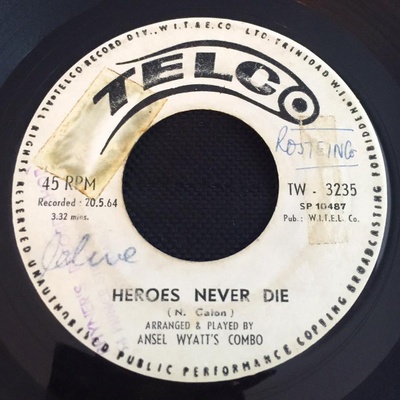 TELCO RECORD DIV., W.I.T.& E. CO. LTD. TRINIDAD W.I.
ALL RIGHTS RESERVED UNAUTHORISED PUBLIC PERFORMANCE COPYING BROADCASTING FORBIDDEN
TELCO
ROSTEING
45 RPM
Recorded : 20.5.64
3.32 mins.
TW - 3235
SP 10487
Pub : W.I.T.E.L. Co.
HEROES NEVER DIE
( N. Calon )
ARRANGED & PLAYED BY
ANSEL WYATT'S COMBO